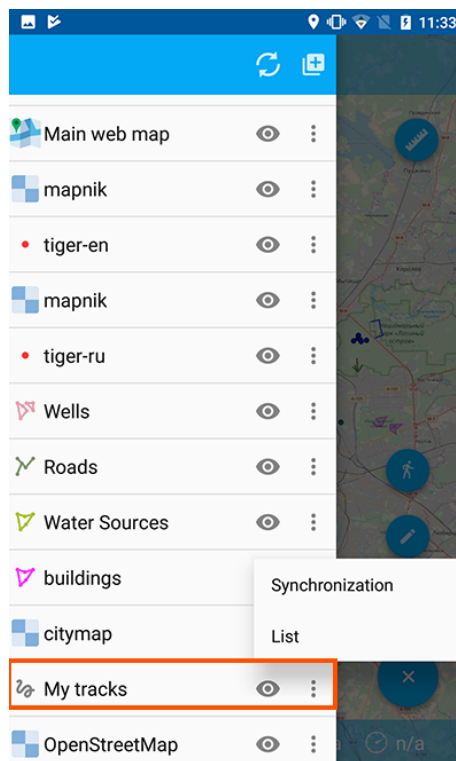 11:33
Main web map
mapnik
tiger-en
mapnik
tiger-ru
Wells
Roads
Water Sources
buildings
Synchronization
citymap
List
My tracks
OpenStreetMap
n/a